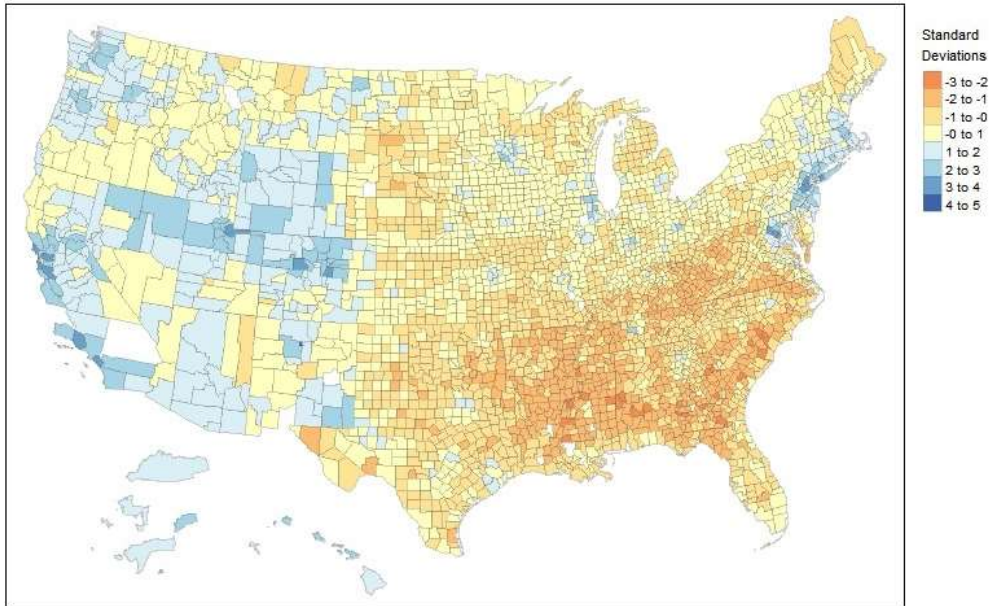 Standard
Deviations
-3 to -2
-2 to -1
-1 to -0
-0 to 1
1 to 2
2 to 3
3 to 4
4 to 5